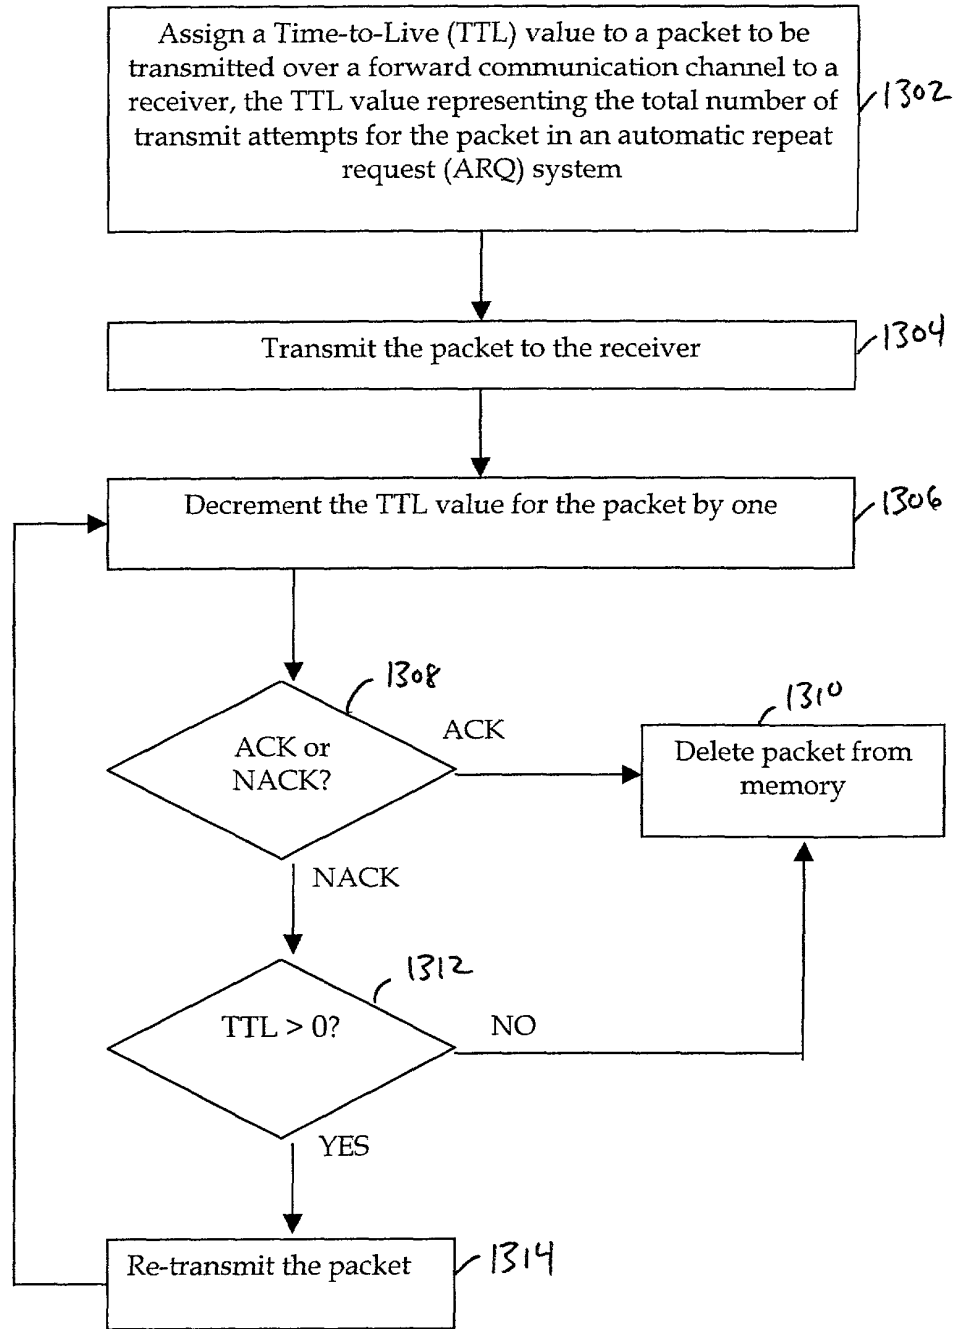 Assign a Time-to-Live (TTL) value to a packet to be
transmitted over a forward communication channel to a
receiver, the TTL value representing the total number of
transmit attempts for the packet in an automatic repeat
request (ARQ) system
1302
Transmit the packet to the receiver
1304
Decrement the TTL value for the packet by one
1306
1308
ACK or
NACK?
ACK
1310
Delete packet from
memory
NACK
1312
TTL > 0?
NO
YES
Re-transmit the packet
1314